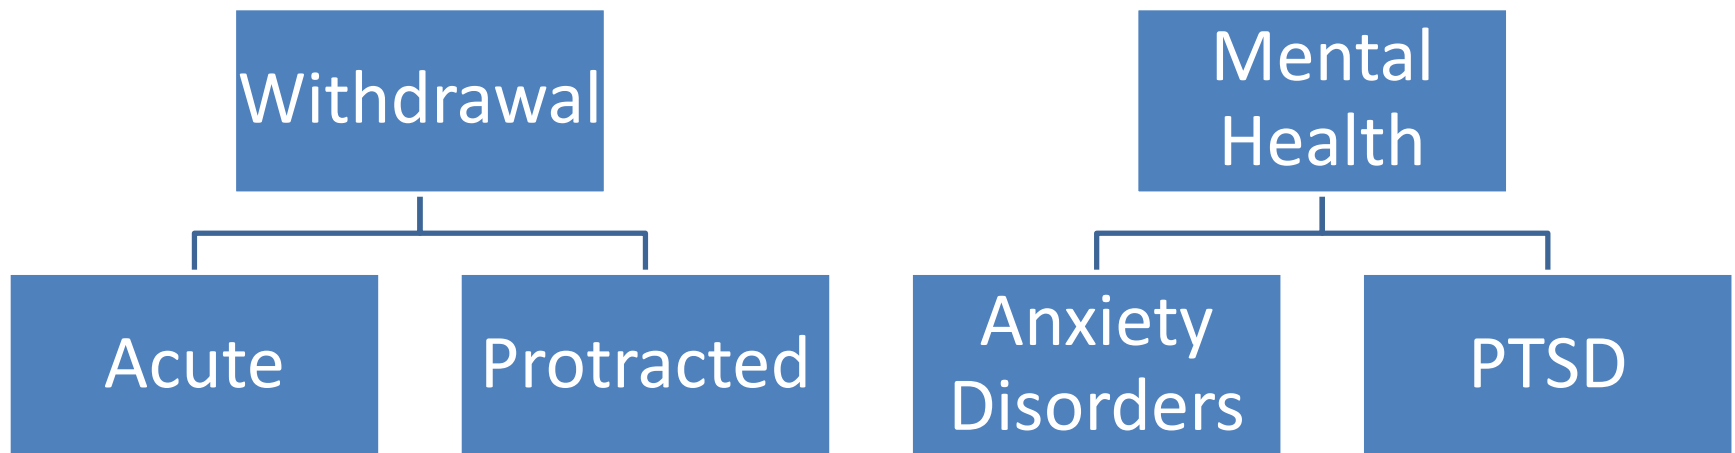 Withdrawal
Mental
Health
Acute
Protracted
Anxiety
Disorders
PTSD